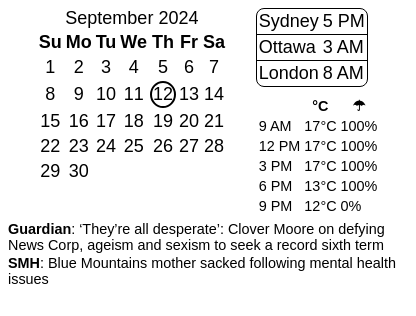 September 2024
Su Mo Tu We Th Fr Sa
1 2 3 4 5 6 7
8 9 10 11 12 13 14
15 16 17 18 19 20 21
22 23 24 25 26 27 28
29 30
Sydney 5 PM
Ottawa 3 AM
London 8 AM
°C ☂
9 AM 17°C 100%
12 PM 17°C 100%
3 PM 17°C 100%
6 PM 13°C 100%
9 PM 12°C 0%
Guardian: ‘They’re all desperate’: Clover Moore on defying
News Corp, ageism and sexism to seek a record sixth term
SMH: Blue Mountains mother sacked following mental health
issues